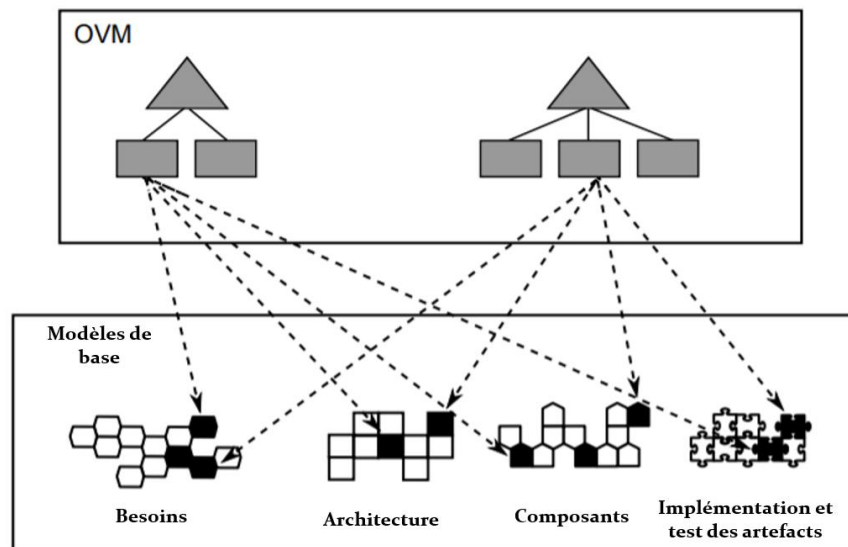 OVM
Modèles de
base
Besoins
Architecture
Composants
Implémentation et
test des artefacts